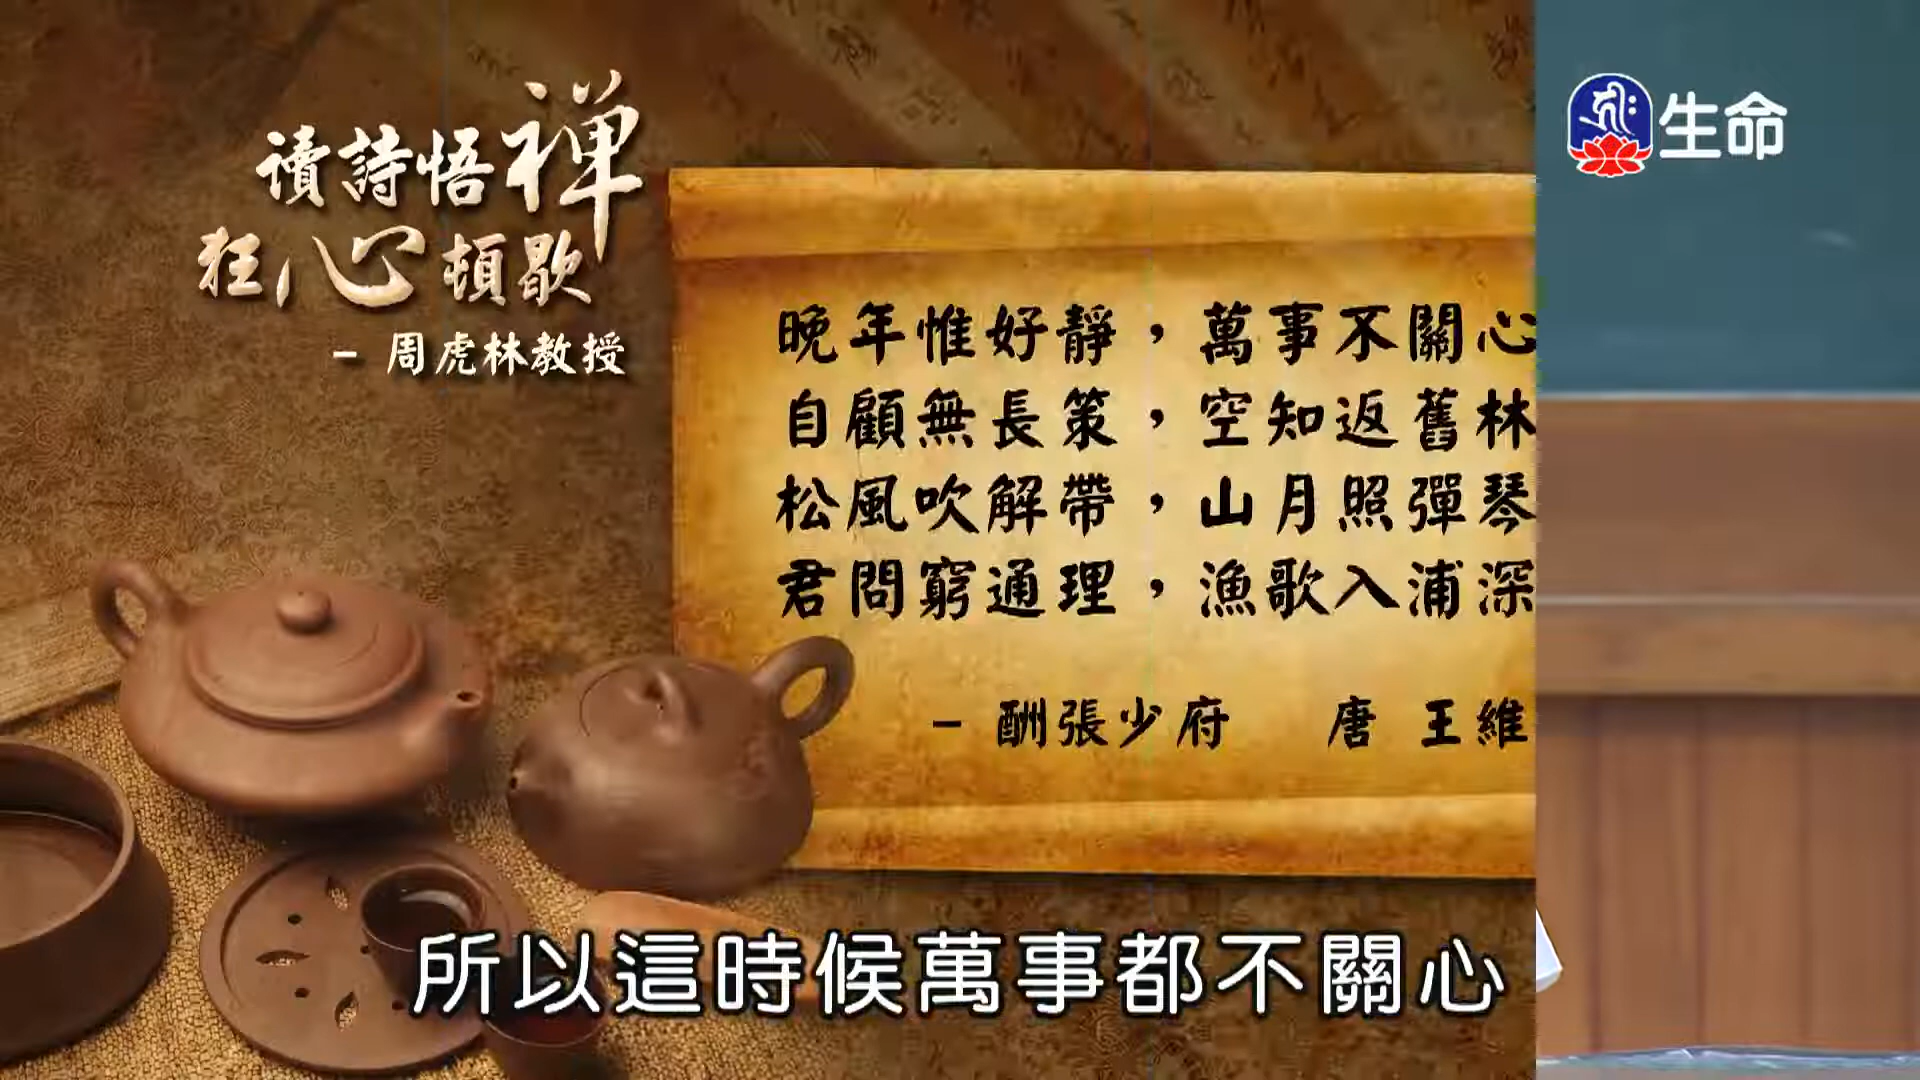 讀詩悟禪
狂心頓歇
- 周虎林教授
生命
晚年惟好靜，萬事不關心
自顧無長策，空知返舊林
松風吹解帶，山月照彈琴
君問窮通理，漁歌入浦深
- 酬張少府 唐 王維
所以這時候萬事都不關心